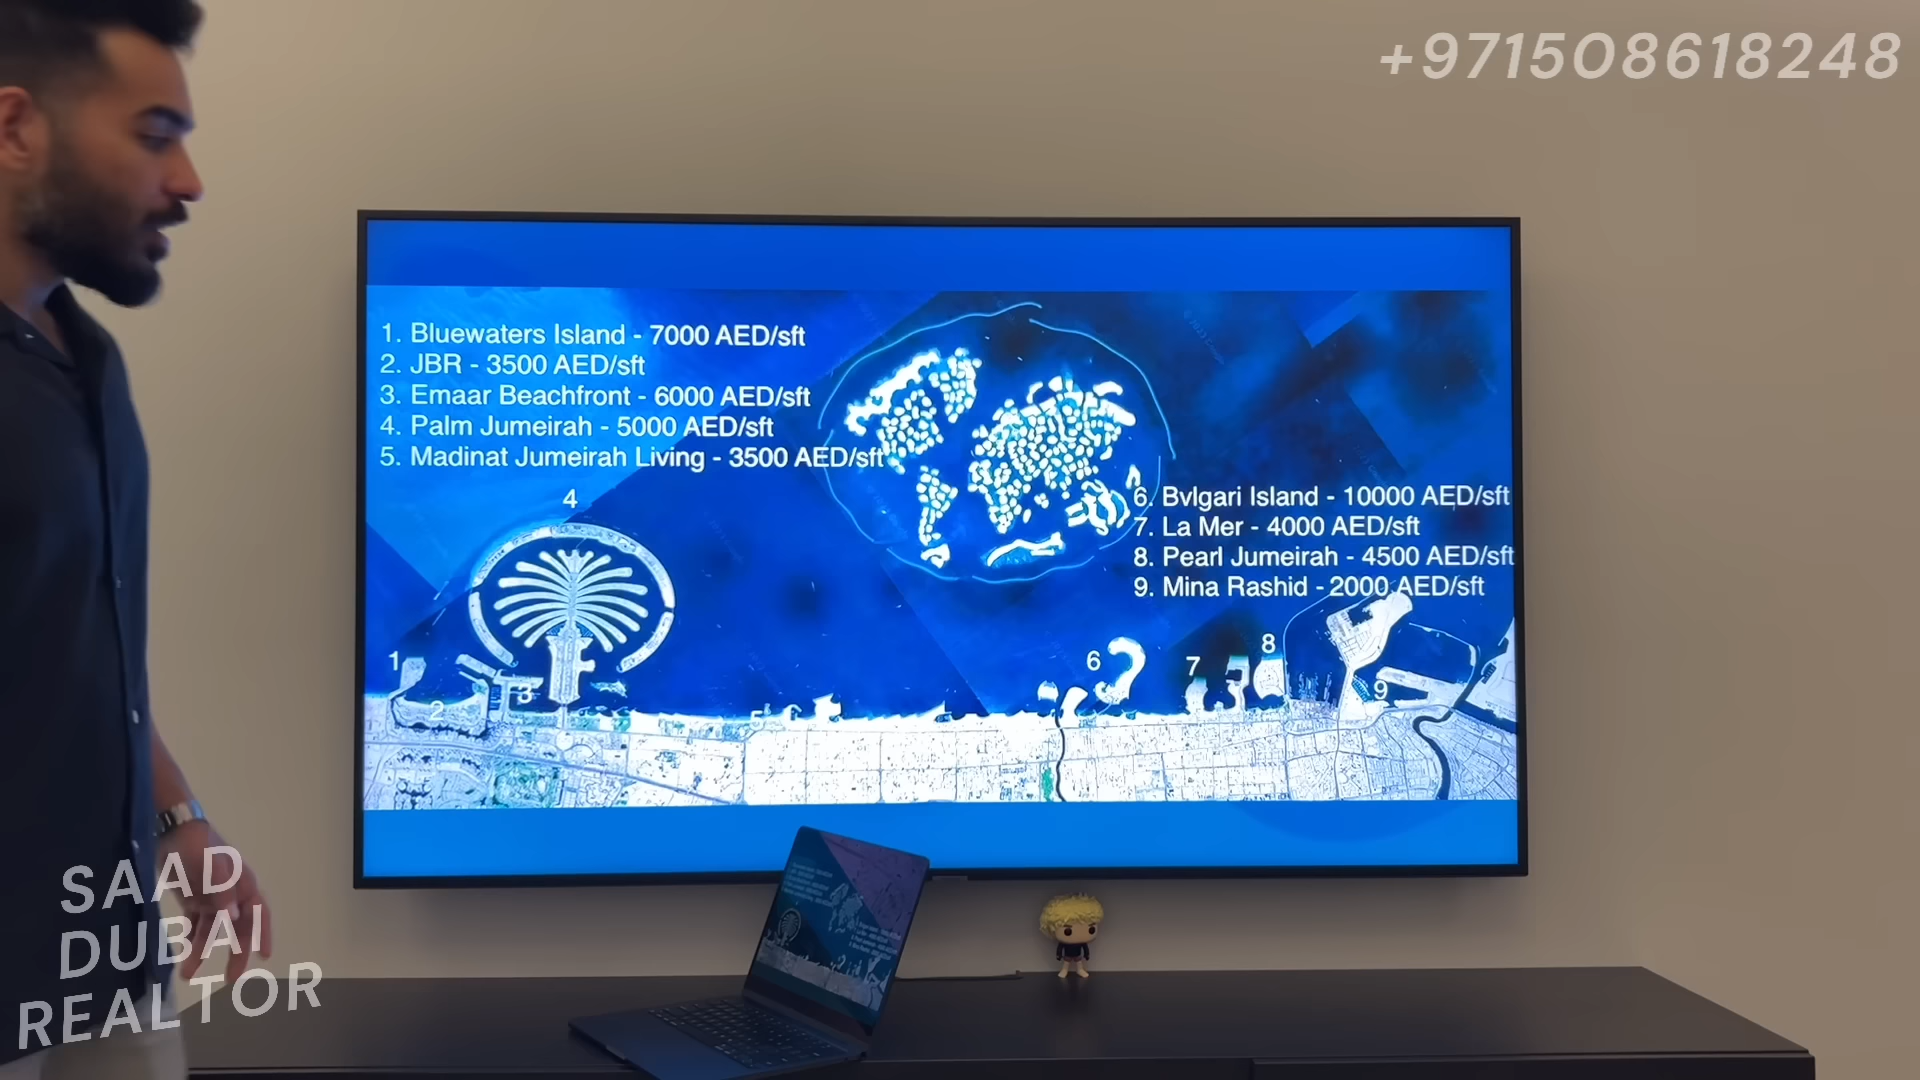 +971508618248
1. Bluewaters Island - 7000 AED/sft
2. JBR - 3500 AED/sft
3. Emaar Beachfront - 6000 AED/sft
4. Palm Jumeirah - 5000 AED/sft
5. Madinat Jumeirah Living - 3500 AED/sft
6. Bvlgari Island - 10000 AED/sft
7. La Mer - 4000 AED/sft
8. Pearl Jumeirah - 4500 AED/sft
9. Mina Rashid - 2000 AED/sft
4
1
2
3
5
6
7
8
9
SAAD
DUBAI
REALTOR